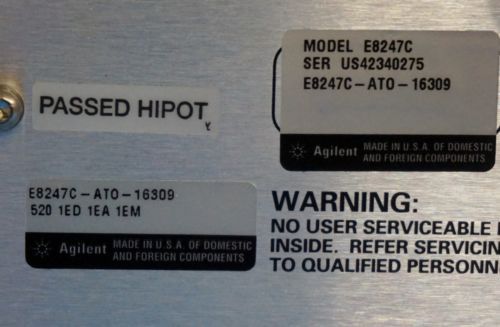 MODEL E8247C
SER US42340275
E8247C-ATO-16309
Agilent MADE IN U.S.A. OF DOMESTIC
AND FOREIGN COMPONENTS
PASSED HIPOT
E8247C-ATO-16309
520 1ED 1EA 1EM
Agilent MADE IN U.S.A. OF DOMESTIC
& FOREIGN COMPONENTS
WARNING:
NO USER SERVICEABLE
INSIDE. REFER SERVICIN
TO QUALIFIED PERSONN